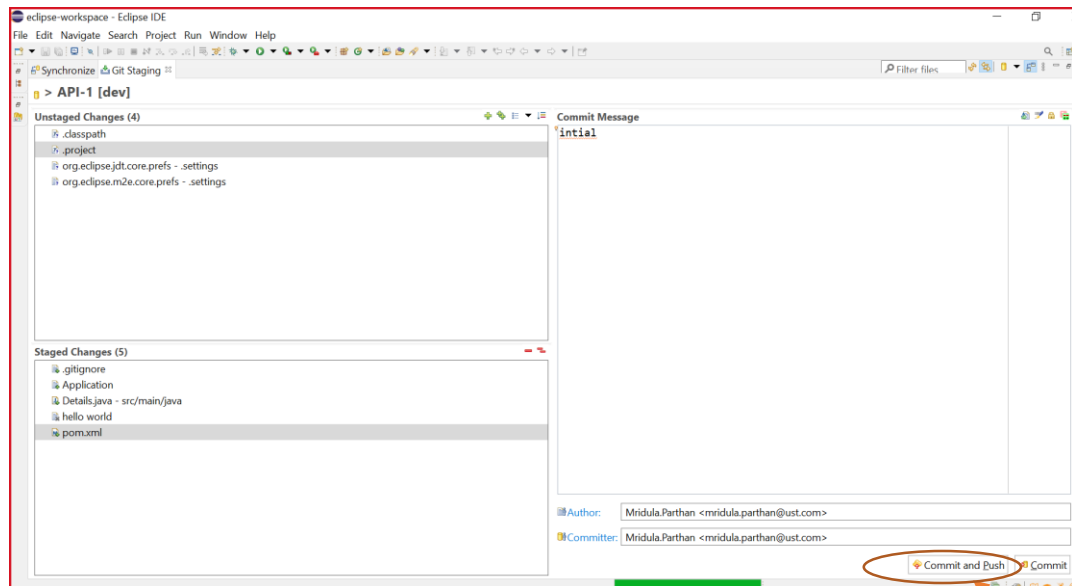 eclipse-workspace - Eclipse IDE
File Edit Navigate Search Project Run Window Help
Synchronize Git Staging
Filter files
> API-1 [dev]
Unstaged Changes (4)
.classpath
.project
org.eclipse.jdt.core.prefs - .settings
org.eclipse.m2e.core.prefs - .settings
Staged Changes (5)
.gitignore
Application
Details.java - src/main/java
hello world
pom.xml
Commit Message
intial
Author: Mridula.Parthan <mridula.parthan@ust.com>
Committer: Mridula.Parthan <mridula.parthan@ust.com>
Commit and Push Commit